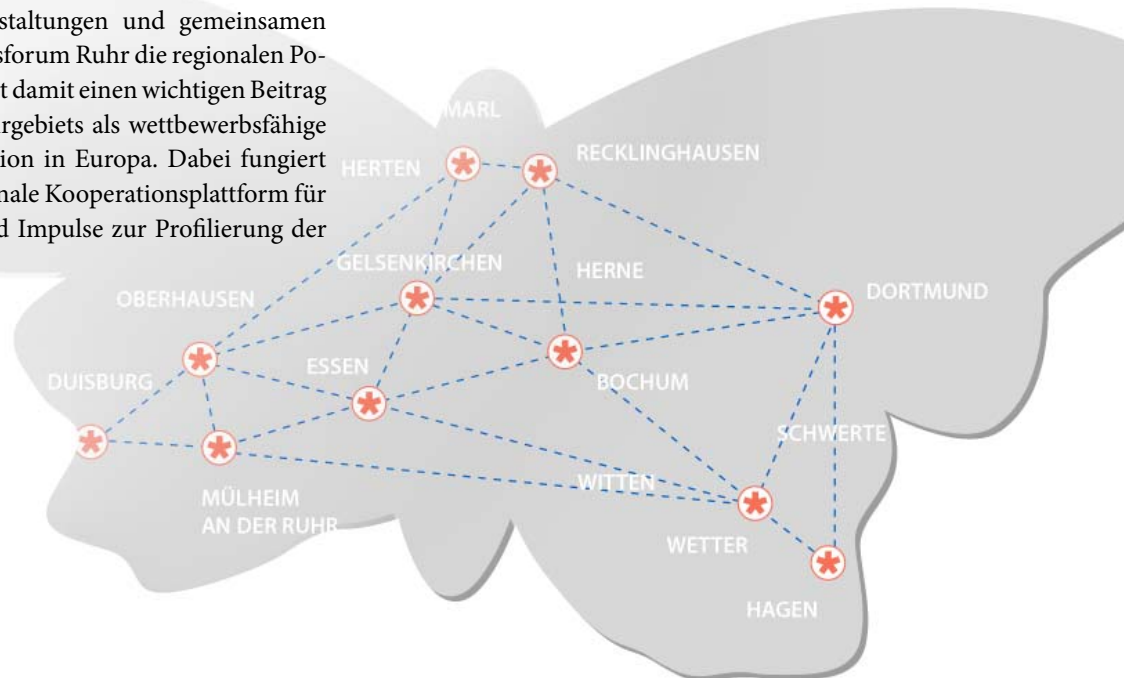 staltungen und gemeinsamen
sforum Ruhr die regionalen Po-
t damit einen wichtigen Beitrag
rgebiets als wettbewerbsfähige
ion in Europa. Dabei fungiert
nale Kooperationsplattform für
d Impulse zur Profilierung der
MARL
HERTEN
RECKLINGHAUSEN
GELSENKIRCHEN
HERNE
OBERHAUSEN
DORTMUND
DUISBURG
ESSEN
BOCHUM
SCHWERTE
WITTEN
MÜLHEIM
AN DER RUHR
WETTER
HAGEN